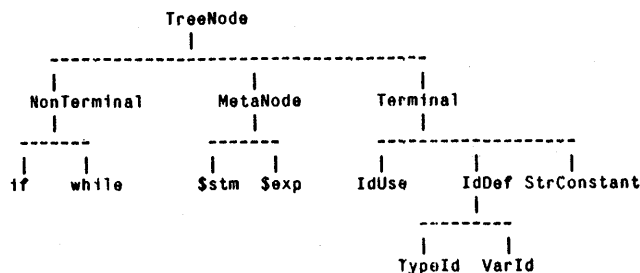 TreeNode
NonTerminal MetaNode Terminal
if while $stm $exp IdUse IdDef StrConstant
TypeId VarId